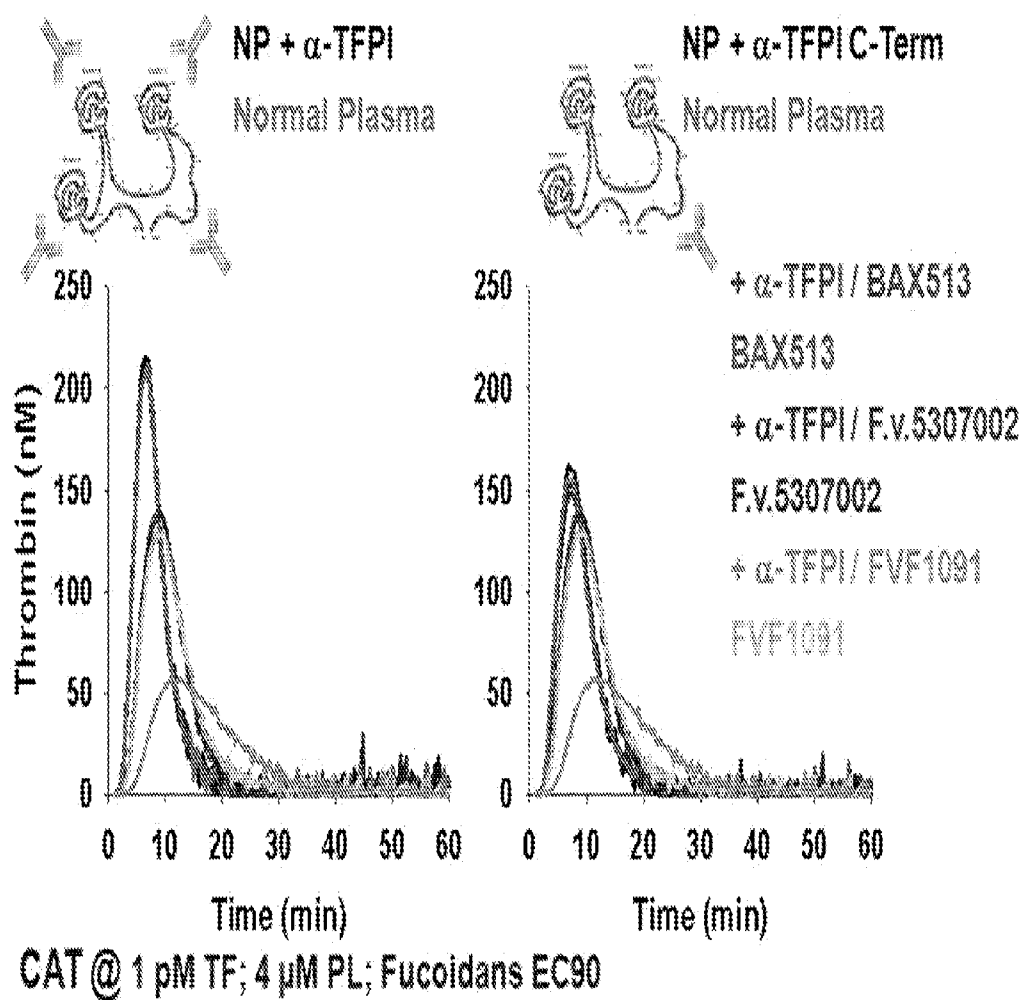 NP + α-TFPI
Normal Plasma
NP + α-TFPI C-Term
Normal Plasma
+ α-TFPI / BAX513
BAX513
+ α-TFPI / F.v.5307002
F.v.5307002
+ α-TFPI / FVF1091
FVF1091
Thrombin (nM)
250
200
150
100
50
0
0 10 20 30 40 50 60
Time (min)
250
200
150
100
50
0
0 10 20 30 40 50 60
Time (min)
CAT @ 1 pM TF; 4 µM PL; Fucoidans EC90